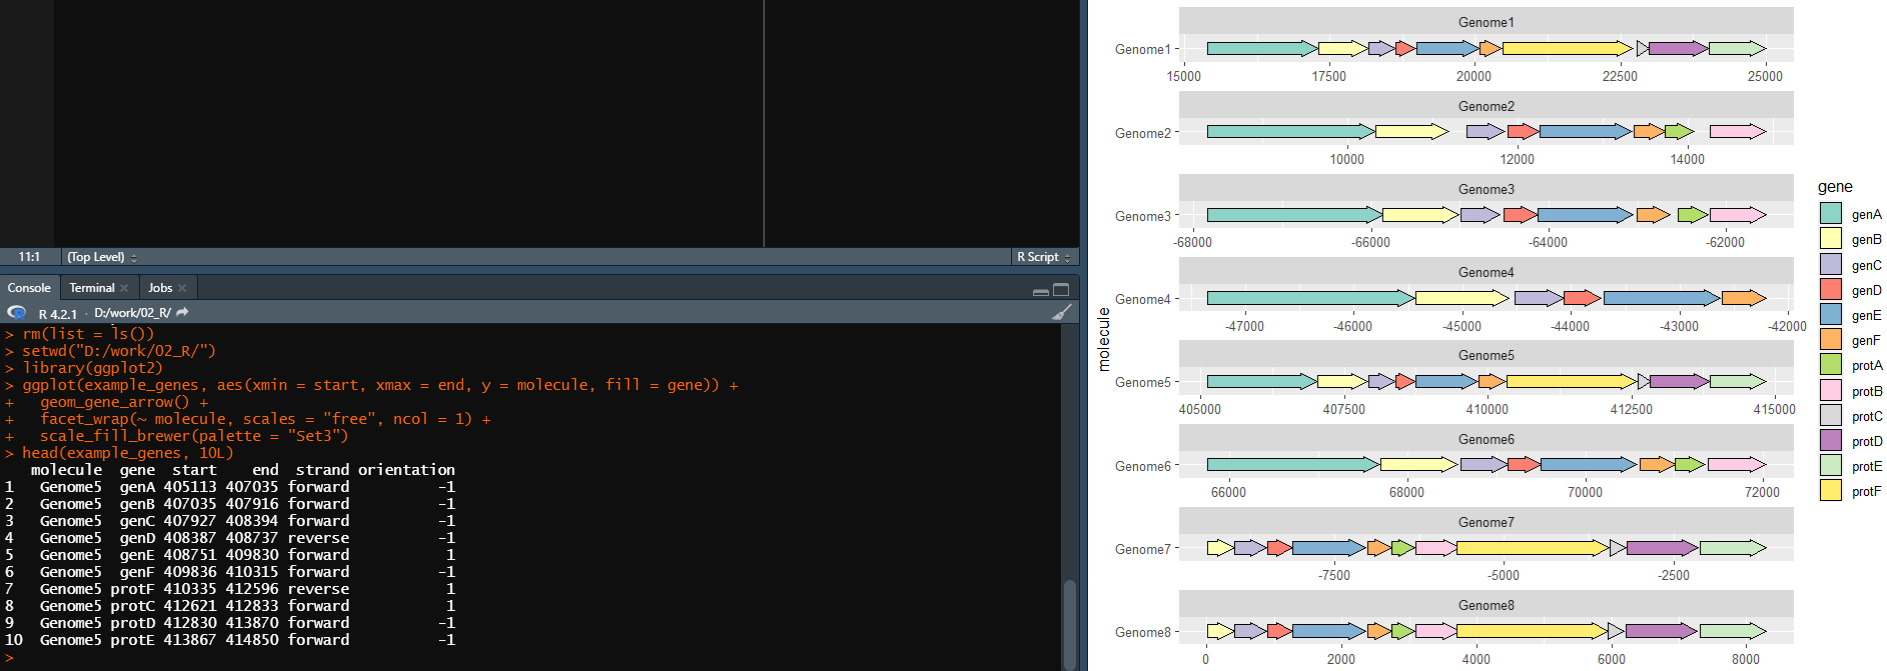 11:1 (Top Level) R Script
Console Terminal Jobs
R 4.2.1 · D:/work/02_R/
> rm(list = ls())
> setwd("D:/work/02_R/")
> library(ggplot2)
> ggplot(example_genes, aes(xmin = start, xmax = end, y = molecule, fill = gene)) +
+   geom_gene_arrow() +
+   facet_wrap(~ molecule, scales = "free", ncol = 1) +
+   scale_fill_brewer(palette = "Set3")
> head(example_genes, 10L)
   molecule  gene  start    end  strand orientation
1   Genome5  genA 405113 407035 forward          -1
2   Genome5  genB 407035 407916 forward          -1
3   Genome5  genC 407927 408394 forward          -1
4   Genome5  genD 408387 408737 reverse          -1
5   Genome5  genE 408751 409830 forward           1
6   Genome5  genF 409836 410315 forward          -1
7   Genome5 protF 410335 412596 reverse           1
8   Genome5 protC 412621 412833 forward           1
9   Genome5 protD 412830 413870 forward          -1
10  Genome5 protE 413867 414850 forward          -1
>
molecule
Genome1
Genome1
15000 17500 20000 22500 25000
Genome2
Genome2
10000 12000 14000
Genome3
Genome3
-68000 -66000 -64000 -62000
Genome4
Genome4
-47000 -46000 -45000 -44000 -43000 -42000
Genome5
Genome5
405000 407500 410000 412500 415000
Genome6
Genome6
66000 68000 70000 72000
Genome7
Genome7
-7500 -5000 -2500
Genome8
Genome8
0 2000 4000 6000 8000
gene
genA
genB
genC
genD
genE
genF
protA
protB
protC
protD
protE
protF